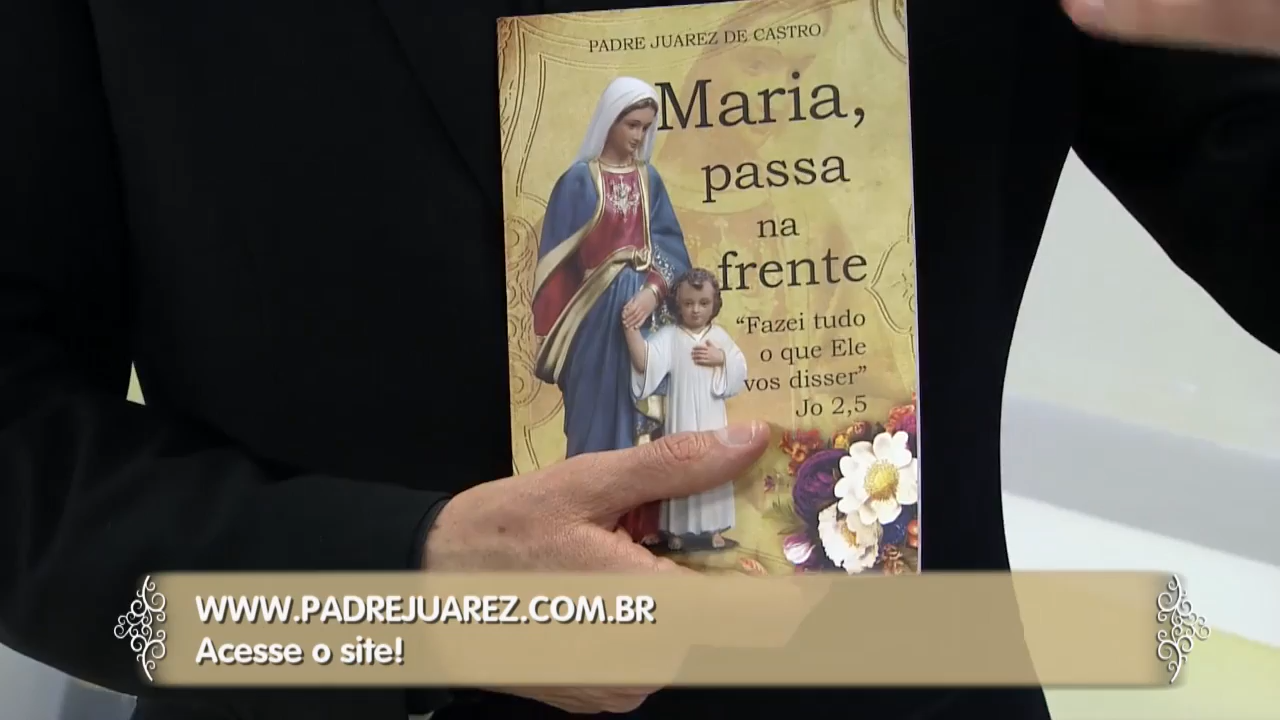 PADRE JUAREZ DE CASTRO
Maria,
passa
na
frente
“Fazei tudo
o que Ele
vos disser”
Jo 2,5
WWW.PADREJUAREZ.COM.BR
Acesse o site!